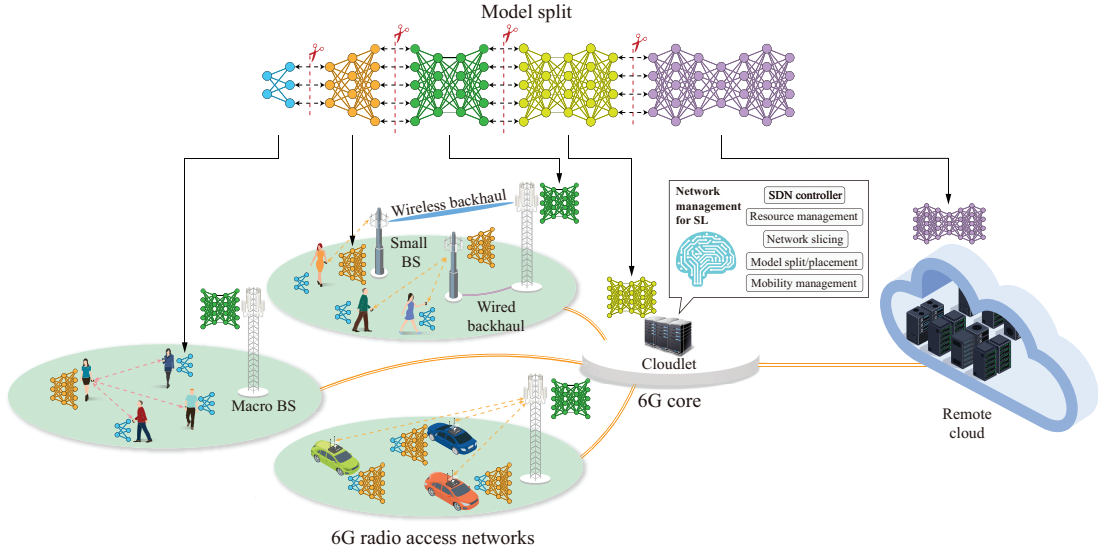 Model split
Wireless backhaul
Small
BS
Wired
backhaul
Macro BS
Network
management
for SL
SDN controller
Resource management
Network slicing
Model split/placement
Mobility management
Cloudlet
6G core
Remote
cloud
6G radio access networks